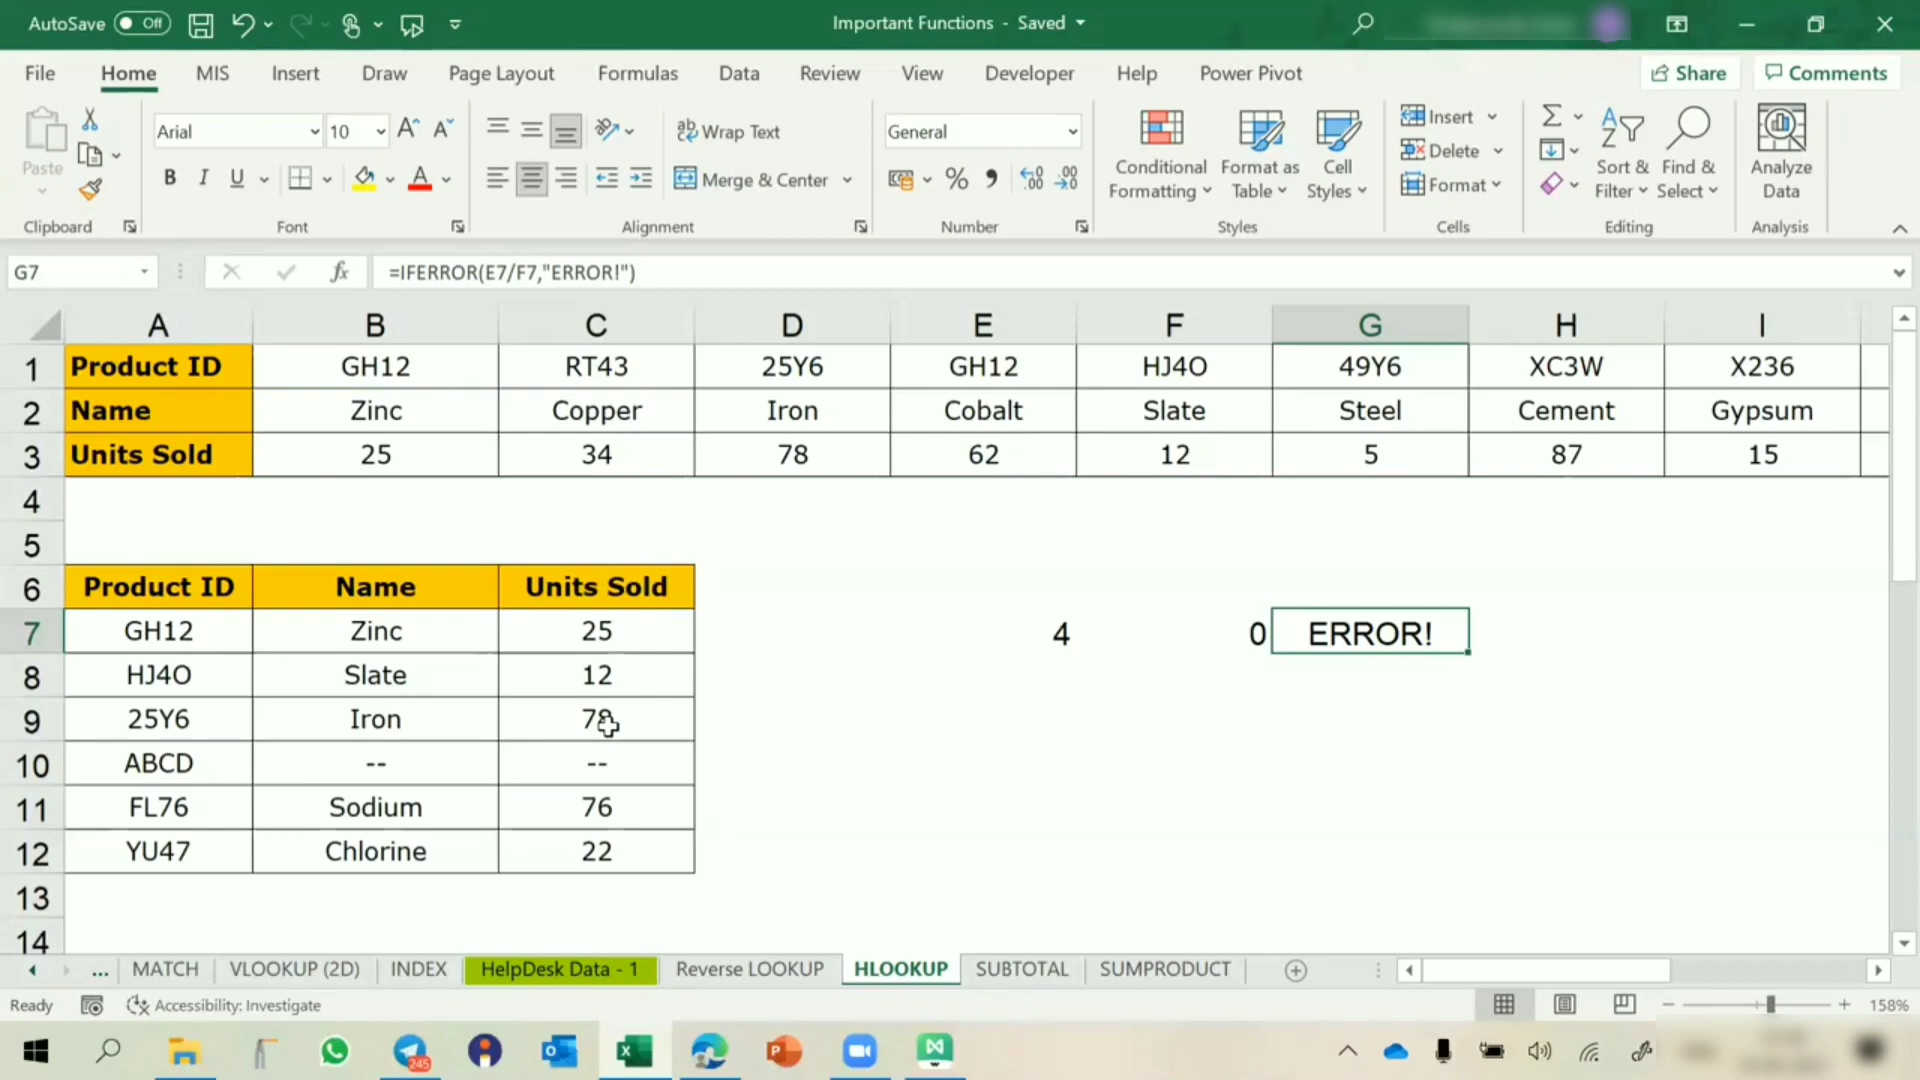 AutoSave Off Important Functions - Saved
File Home MIS Insert Draw Page Layout Formulas Data Review View Developer Help Power Pivot Share Comments
Paste Arial 10 Wrap Text General Conditional Formatting Format as Table Cell Styles Insert Sort & Filter Find & Select Analyze Data
B I U Merge & Center % Delete
Format
Clipboard Font Alignment Number Styles Cells Editing Analysis
G7 fx =IFERROR(E7/F7,"ERROR!")
A B C D E F G H I
1 Product ID GH12 RT43 25Y6 GH12 HJ4O 49Y6 XC3W X236
2 Name Zinc Copper Iron Cobalt Slate Steel Cement Gypsum
3 Units Sold 25 34 78 62 12 5 87 15
4
5
6 Product ID Name Units Sold
7 GH12 Zinc 25 4 0 ERROR!
8 HJ4O Slate 12
9 25Y6 Iron 78
10 ABCD -- --
11 FL76 Sodium 76
12 YU47 Chlorine 22
13
14
... MATCH VLOOKUP (2D) INDEX HelpDesk Data - 1 Reverse LOOKUP HLOOKUP SUBTOTAL SUMPRODUCT
Ready Accessibility: Investigate 158%
245